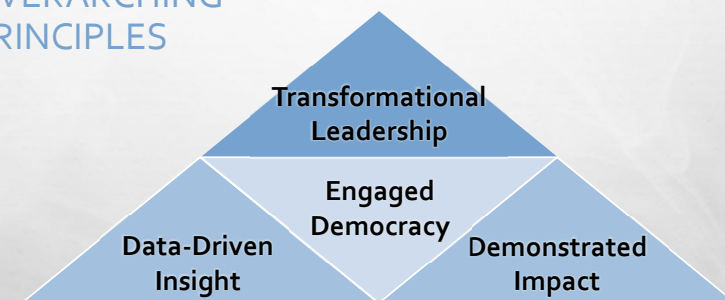 VERARCHING
RINCIPLES
Transformational
Leadership
Engaged
Democracy
Data-Driven
Insight
Demonstrated
Impact